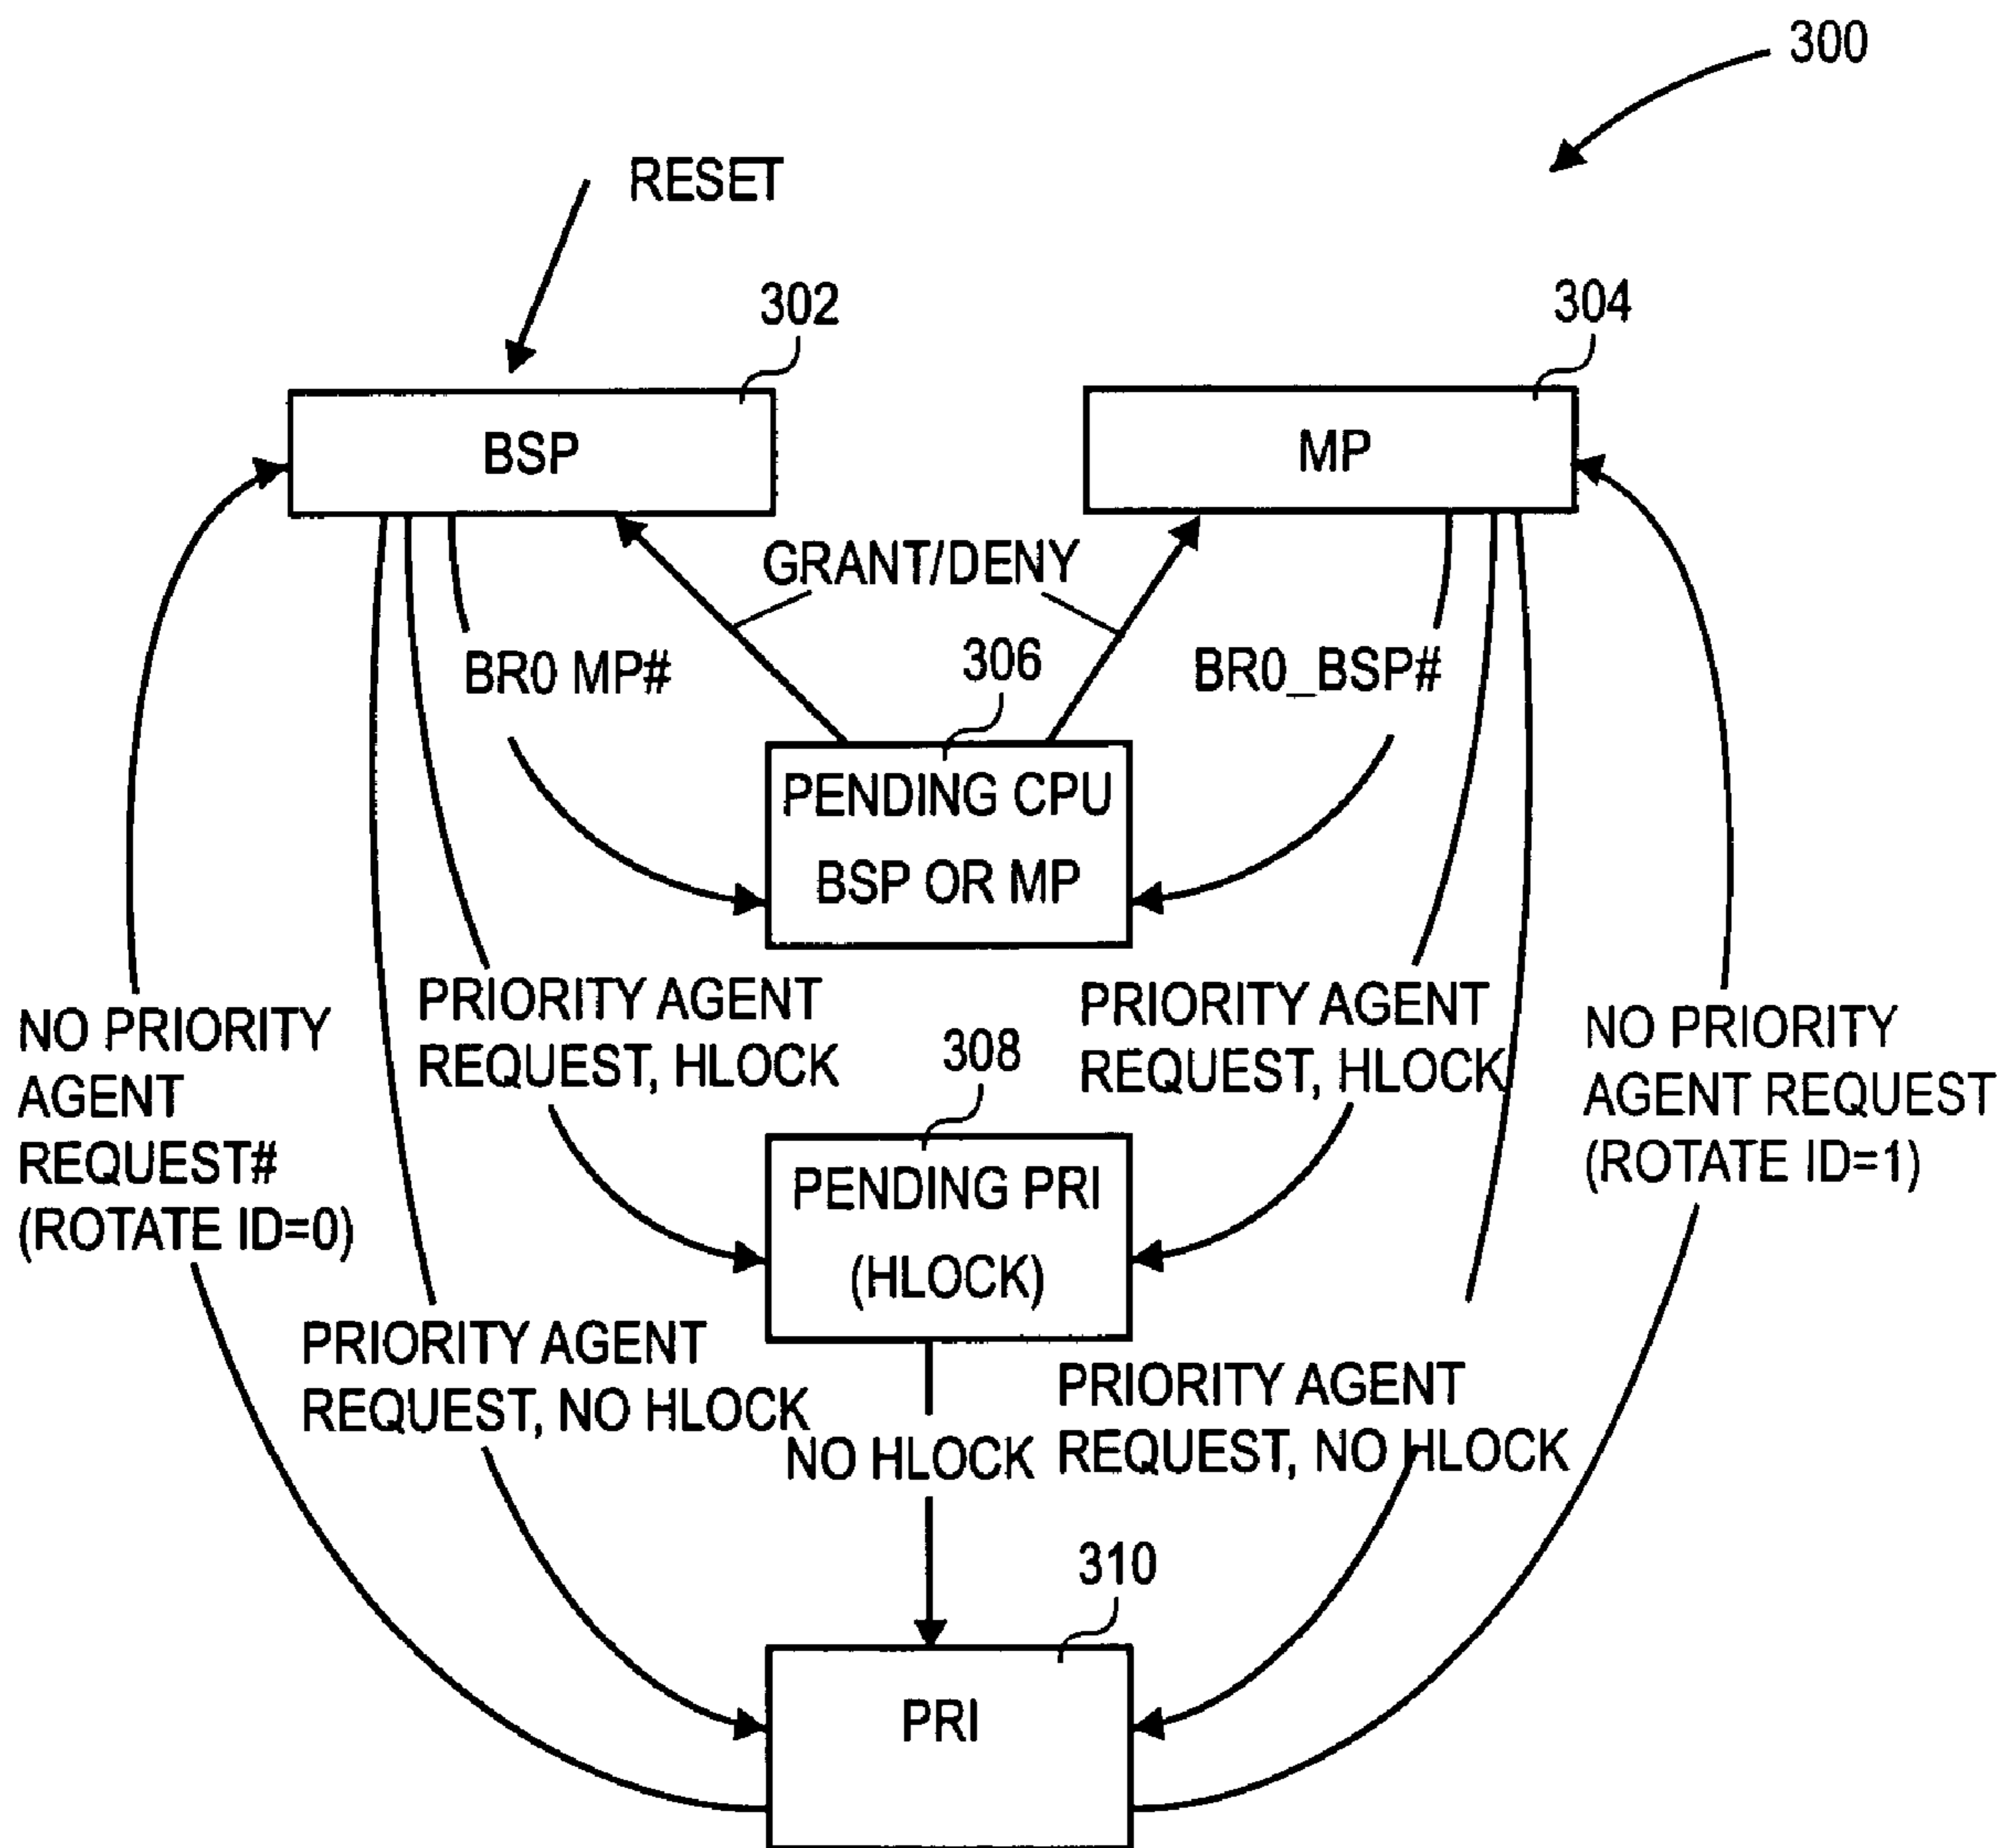 300
RESET
302
304
BSP
MP
GRANT/DENY
BR0 MP#
306
BR0_BSP#
PENDING CPU
BSP OR MP
PRIORITY AGENT
REQUEST, HLOCK
308
PRIORITY AGENT
REQUEST, HLOCK
NO PRIORITY
AGENT
REQUEST#
(ROTATE ID=0)
NO PRIORITY
AGENT REQUEST
(ROTATE ID=1)
PENDING PRI
(HLOCK)
PRIORITY AGENT
REQUEST, NO HLOCK
NO HLOCK
PRIORITY AGENT
REQUEST, NO HLOCK
310
PRI